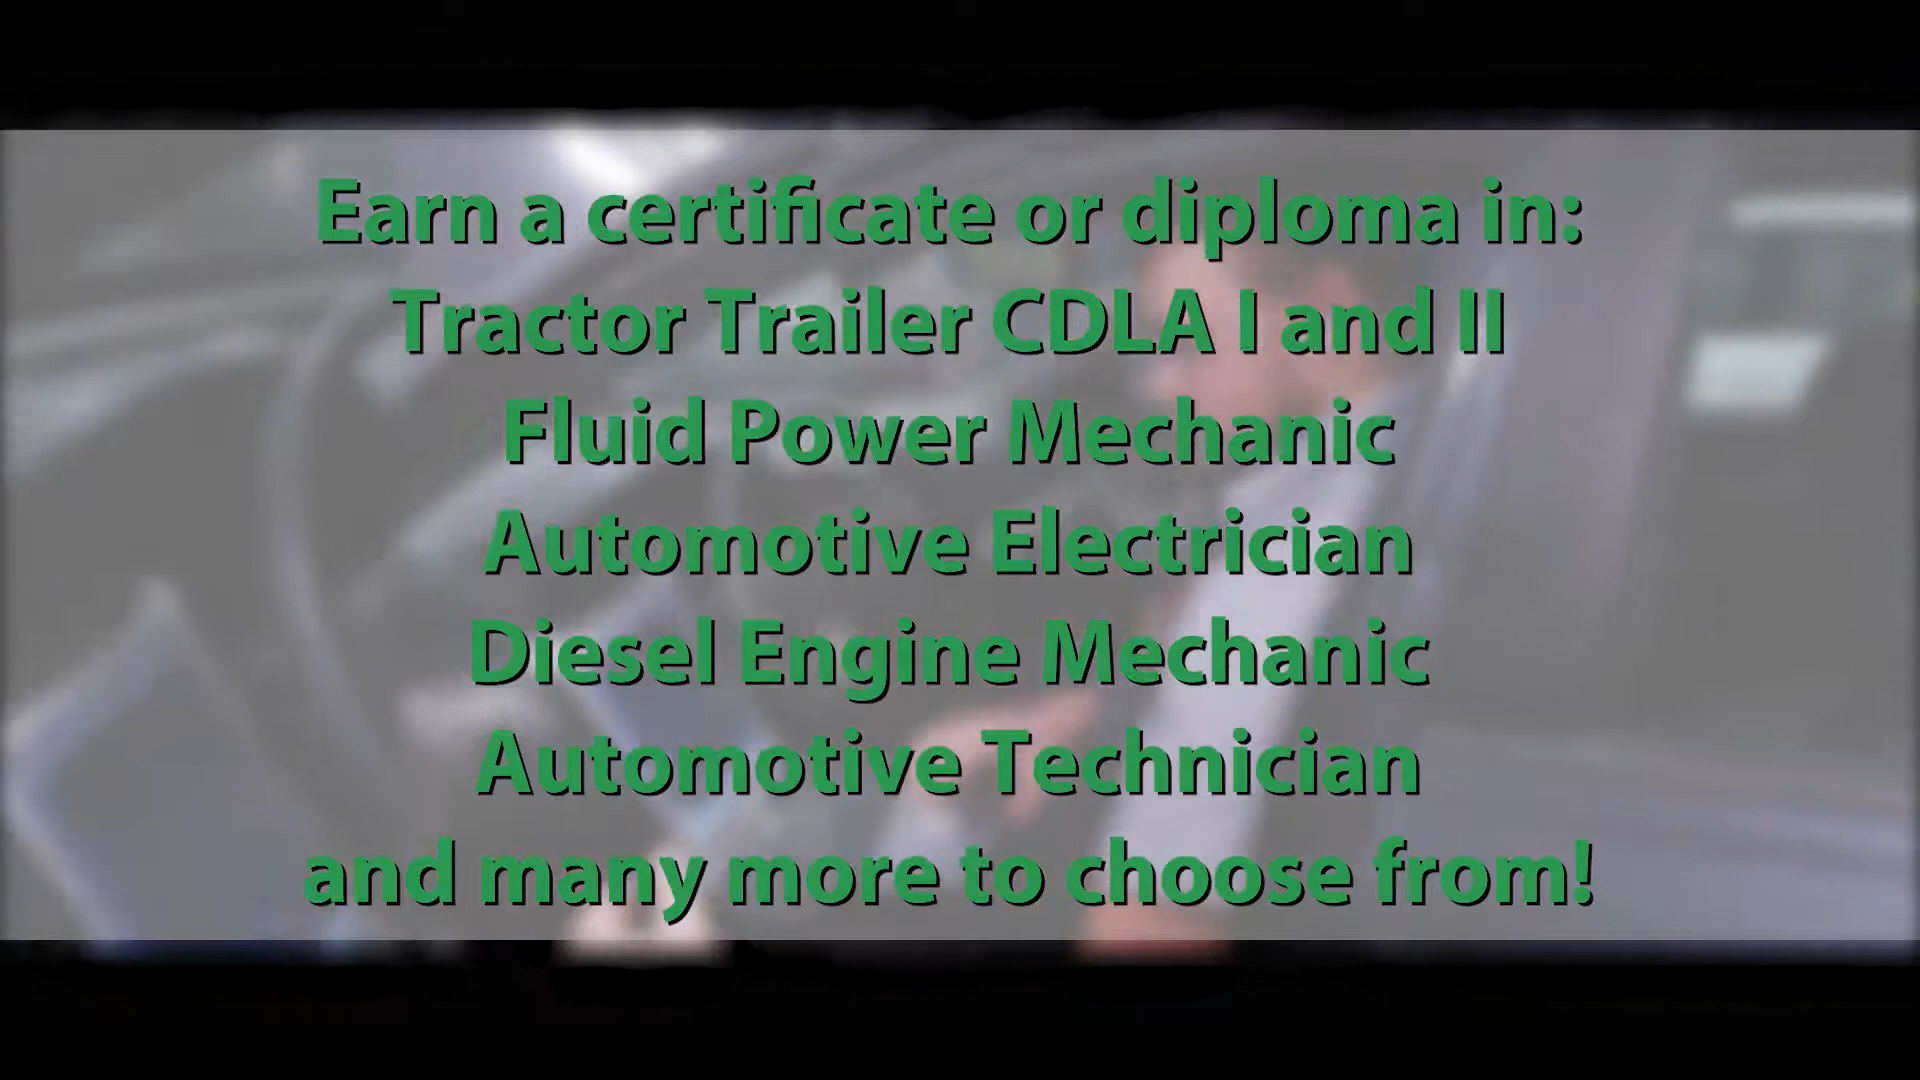 Earn a certificate or diploma in:
Tractor Trailer CDLA I and II
Fluid Power Mechanic
Automotive Electrician
Diesel Engine Mechanic
Automotive Technician
and many more to choose from!